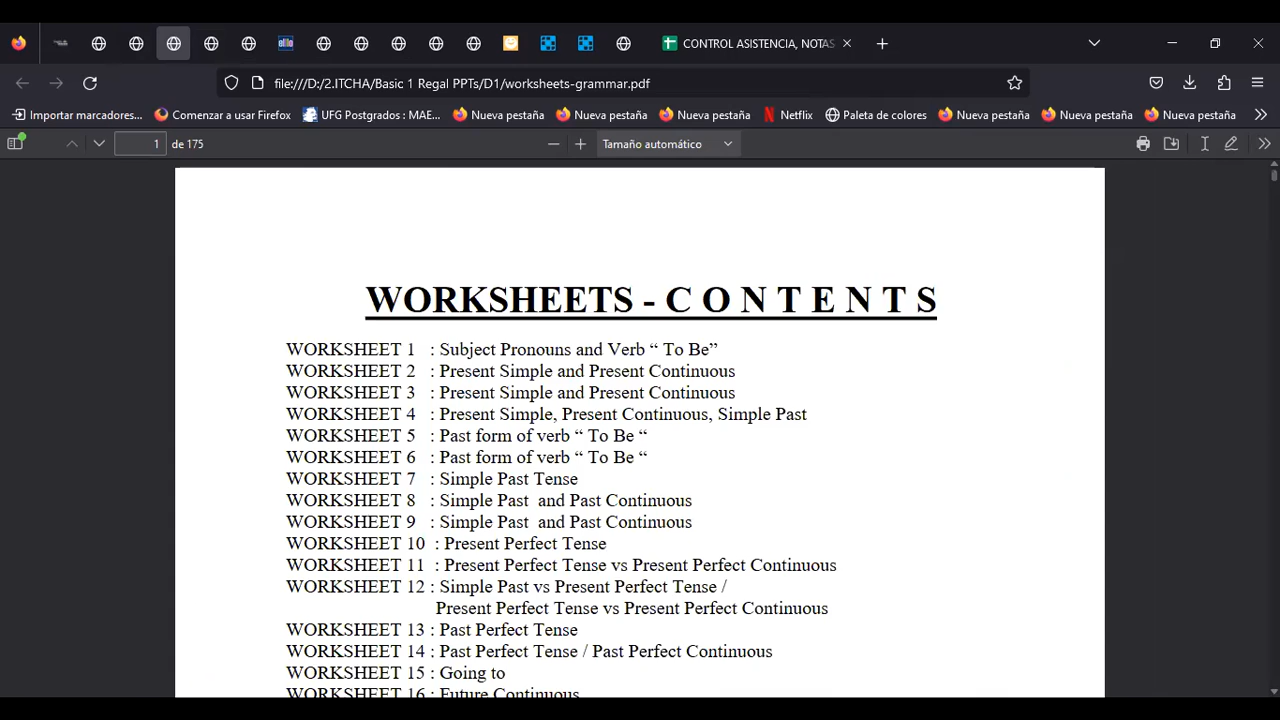 CONTROL ASISTENCIA, NOTAS
file:///D:/2.ITCHA/Basic 1 Regal PPTs/D1/worksheets-grammar.pdf
Importar marcadores... Comenzar a usar Firefox UFG Postgrados : MAE... Nueva pestaña Nueva pestaña Nueva pestaña Netflix Paleta de colores Nueva pestaña Nueva pestaña Nueva pestaña
1 de 175 Tamaño automático
WORKSHEETS - C O N T E N T S
WORKSHEET 1 : Subject Pronouns and Verb “ To Be”
WORKSHEET 2 : Present Simple and Present Continuous
WORKSHEET 3 : Present Simple and Present Continuous
WORKSHEET 4 : Present Simple, Present Continuous, Simple Past
WORKSHEET 5 : Past form of verb “ To Be “
WORKSHEET 6 : Past form of verb “ To Be “
WORKSHEET 7 : Simple Past Tense
WORKSHEET 8 : Simple Past and Past Continuous
WORKSHEET 9 : Simple Past and Past Continuous
WORKSHEET 10 : Present Perfect Tense
WORKSHEET 11 : Present Perfect Tense vs Present Perfect Continuous
WORKSHEET 12 : Simple Past vs Present Perfect Tense /
Present Perfect Tense vs Present Perfect Continuous
WORKSHEET 13 : Past Perfect Tense
WORKSHEET 14 : Past Perfect Tense / Past Perfect Continuous
WORKSHEET 15 : Going to
WORKSHEET 16 : Future Continuous